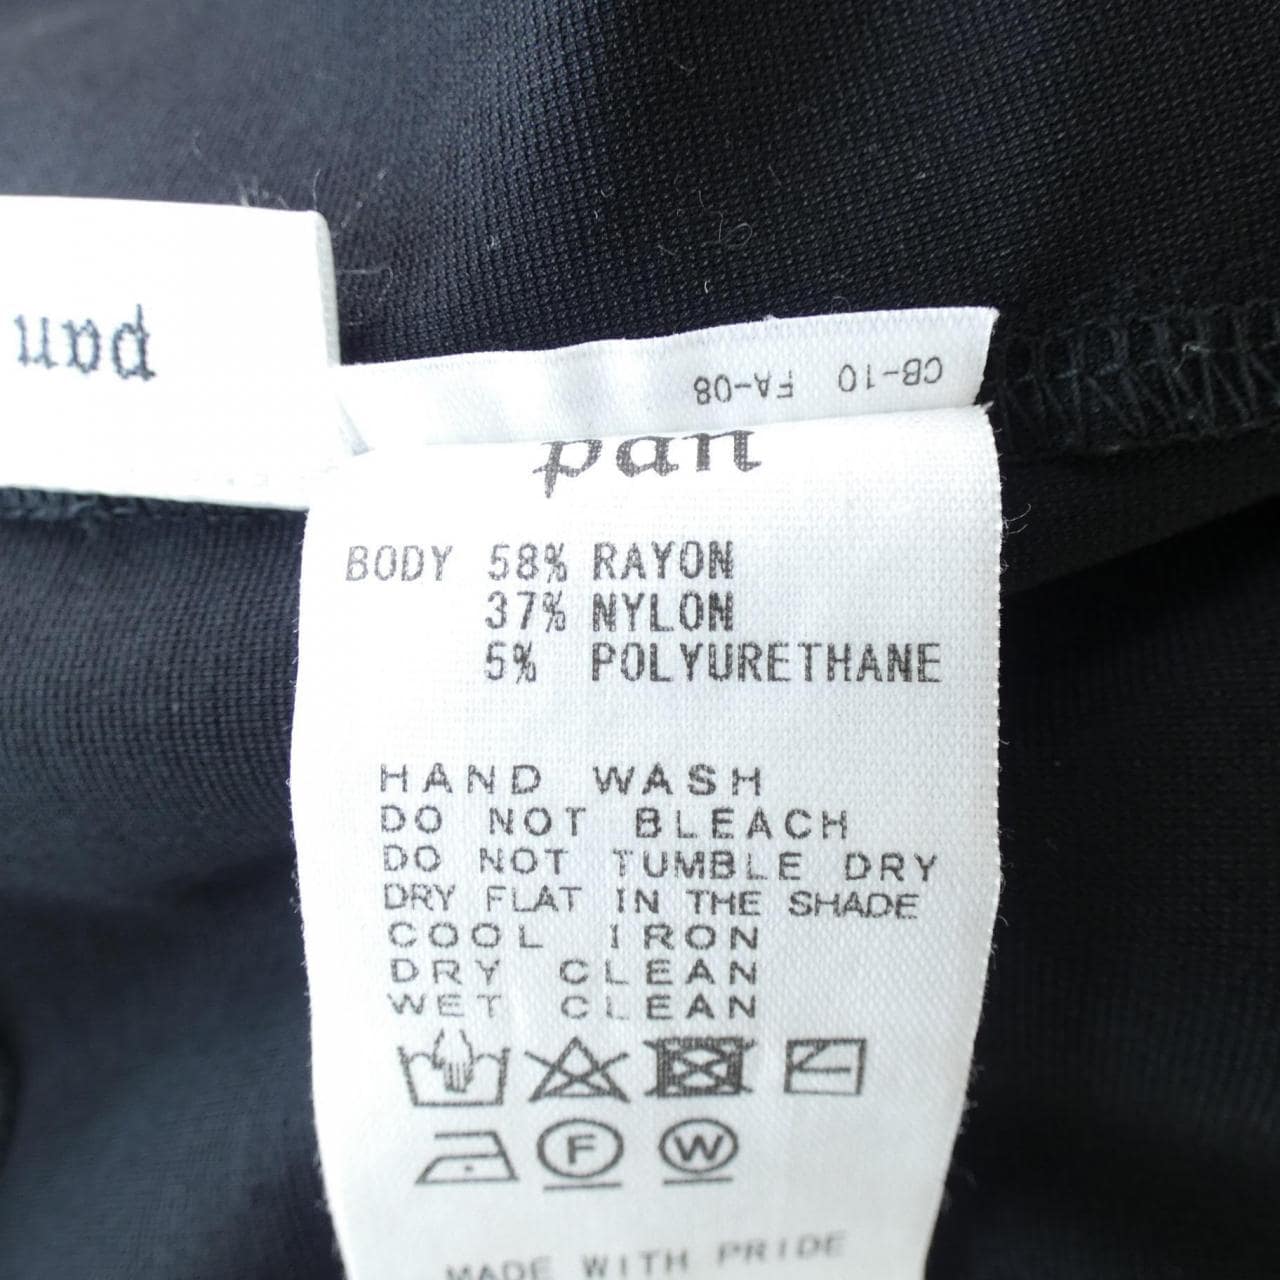 pan
CB-10 FA-08
pan
BODY 58% RAYON
37% NYLON
5% POLYURETHANE
HAND WASH
DO NOT BLEACH
DO NOT TUMBLE DRY
DRY FLAT IN THE SHADE
COOL IRON
DRY CLEAN
WET CLEAN
F W
MADE WITH PRIDE